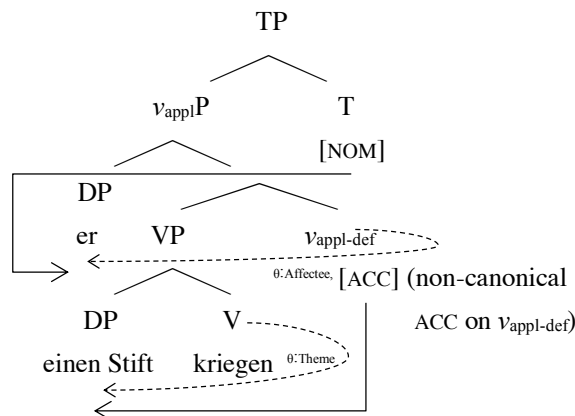 TP
vapplP T
[NOM]
DP
er VP vappl-def
θ:Affectee, [ACC] (non-canonical
DP V ACC on vappl-def)
einen Stift kriegen θ:Theme